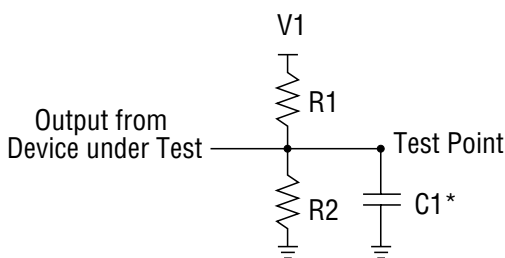 V1
R1
Output from
Device under Test
Test Point
R2
C1*